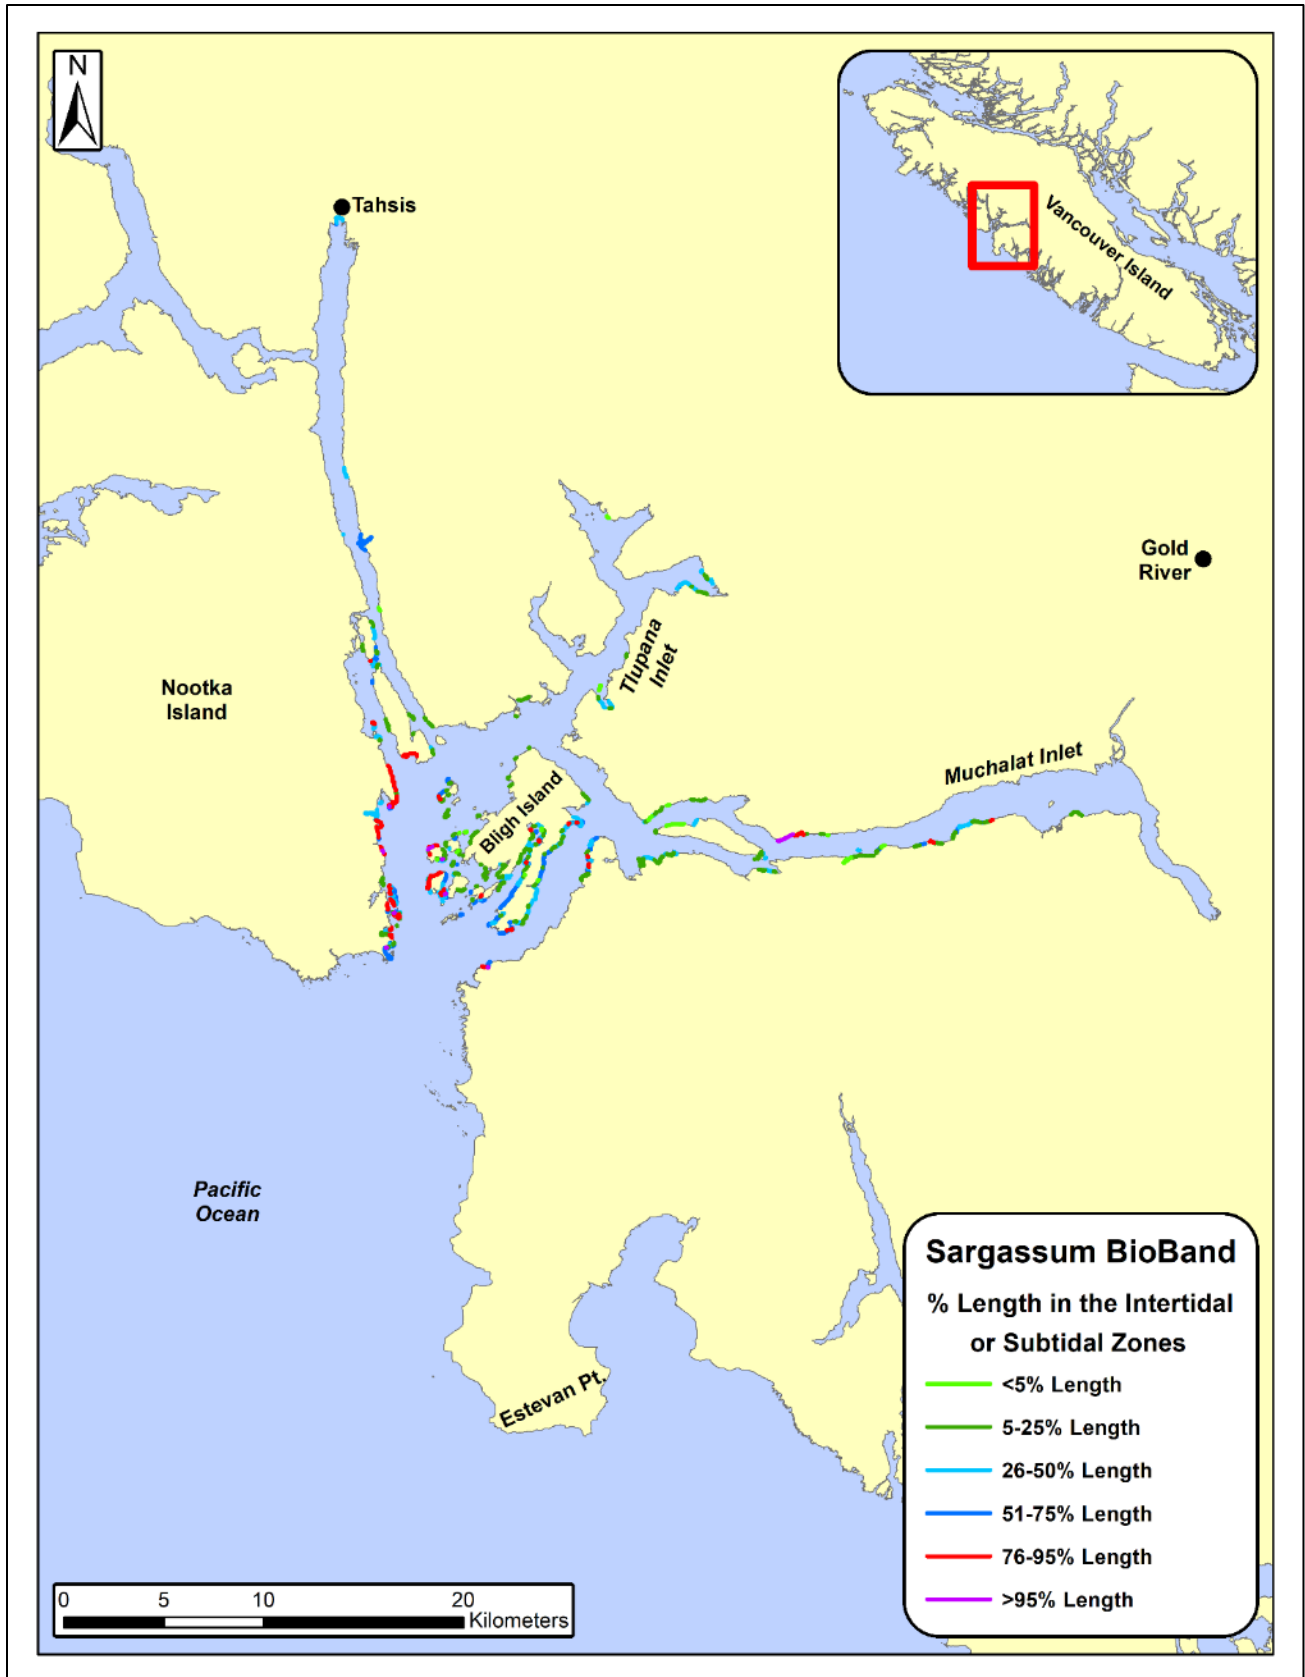 N
Vancouver Island
Tahsis
Gold
River
Tlupana
Inlet
Nootka
Island
Muchalat Inlet
Bligh Island
Pacific
Ocean
Estevan Pt.
Sargassum BioBand
% Length in the Intertidal
or Subtidal Zones
<5% Length
5-25% Length
26-50% Length
51-75% Length
76-95% Length
>95% Length
0 5 10 20
Kilometers